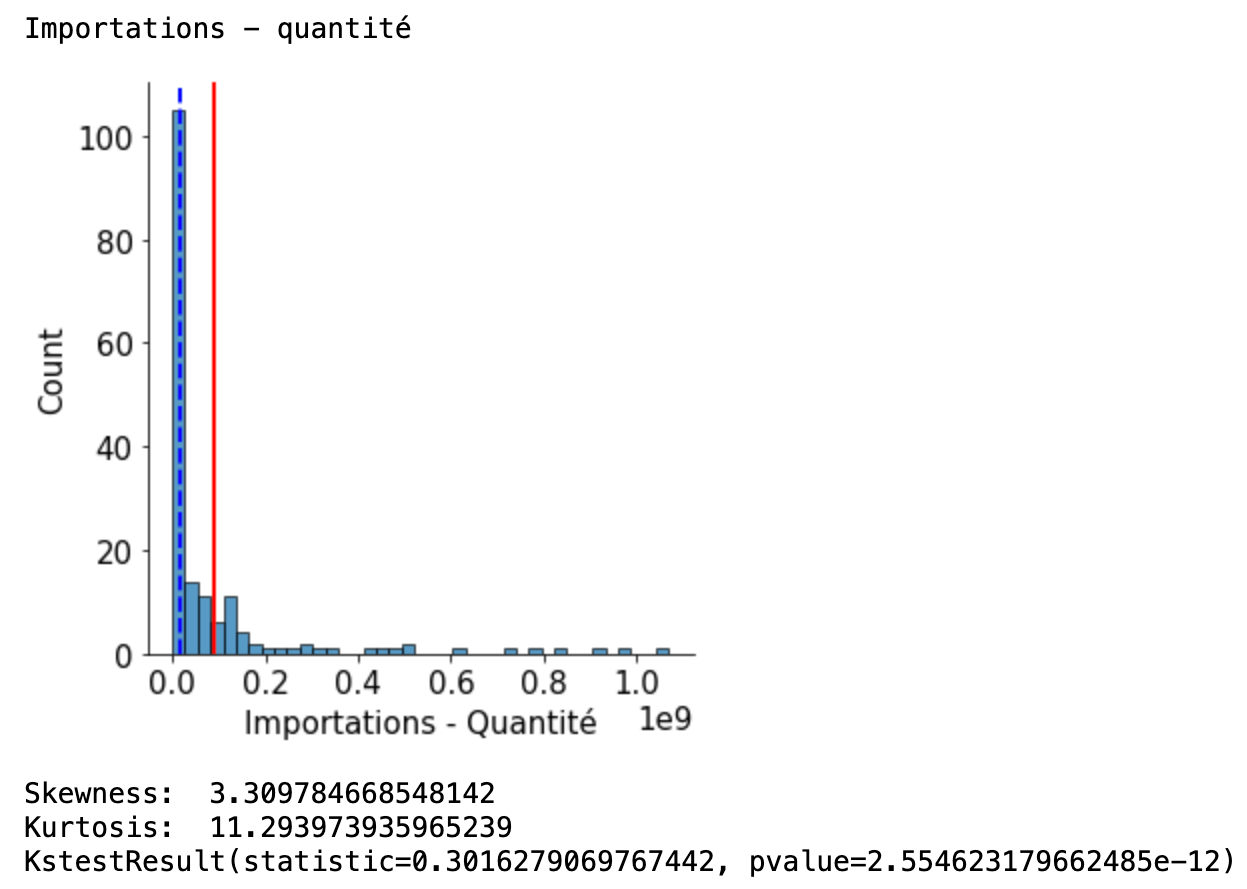 Importations - quantité
100
80
60
40
20
0
Count
0.0 0.2 0.4 0.6 0.8 1.0
1e9
Importations - Quantité
Skewness:  3.309784668548142
Kurtosis:  11.293973935965239
KstestResult(statistic=0.3016279069767442, pvalue=2.554623179662485e-12)